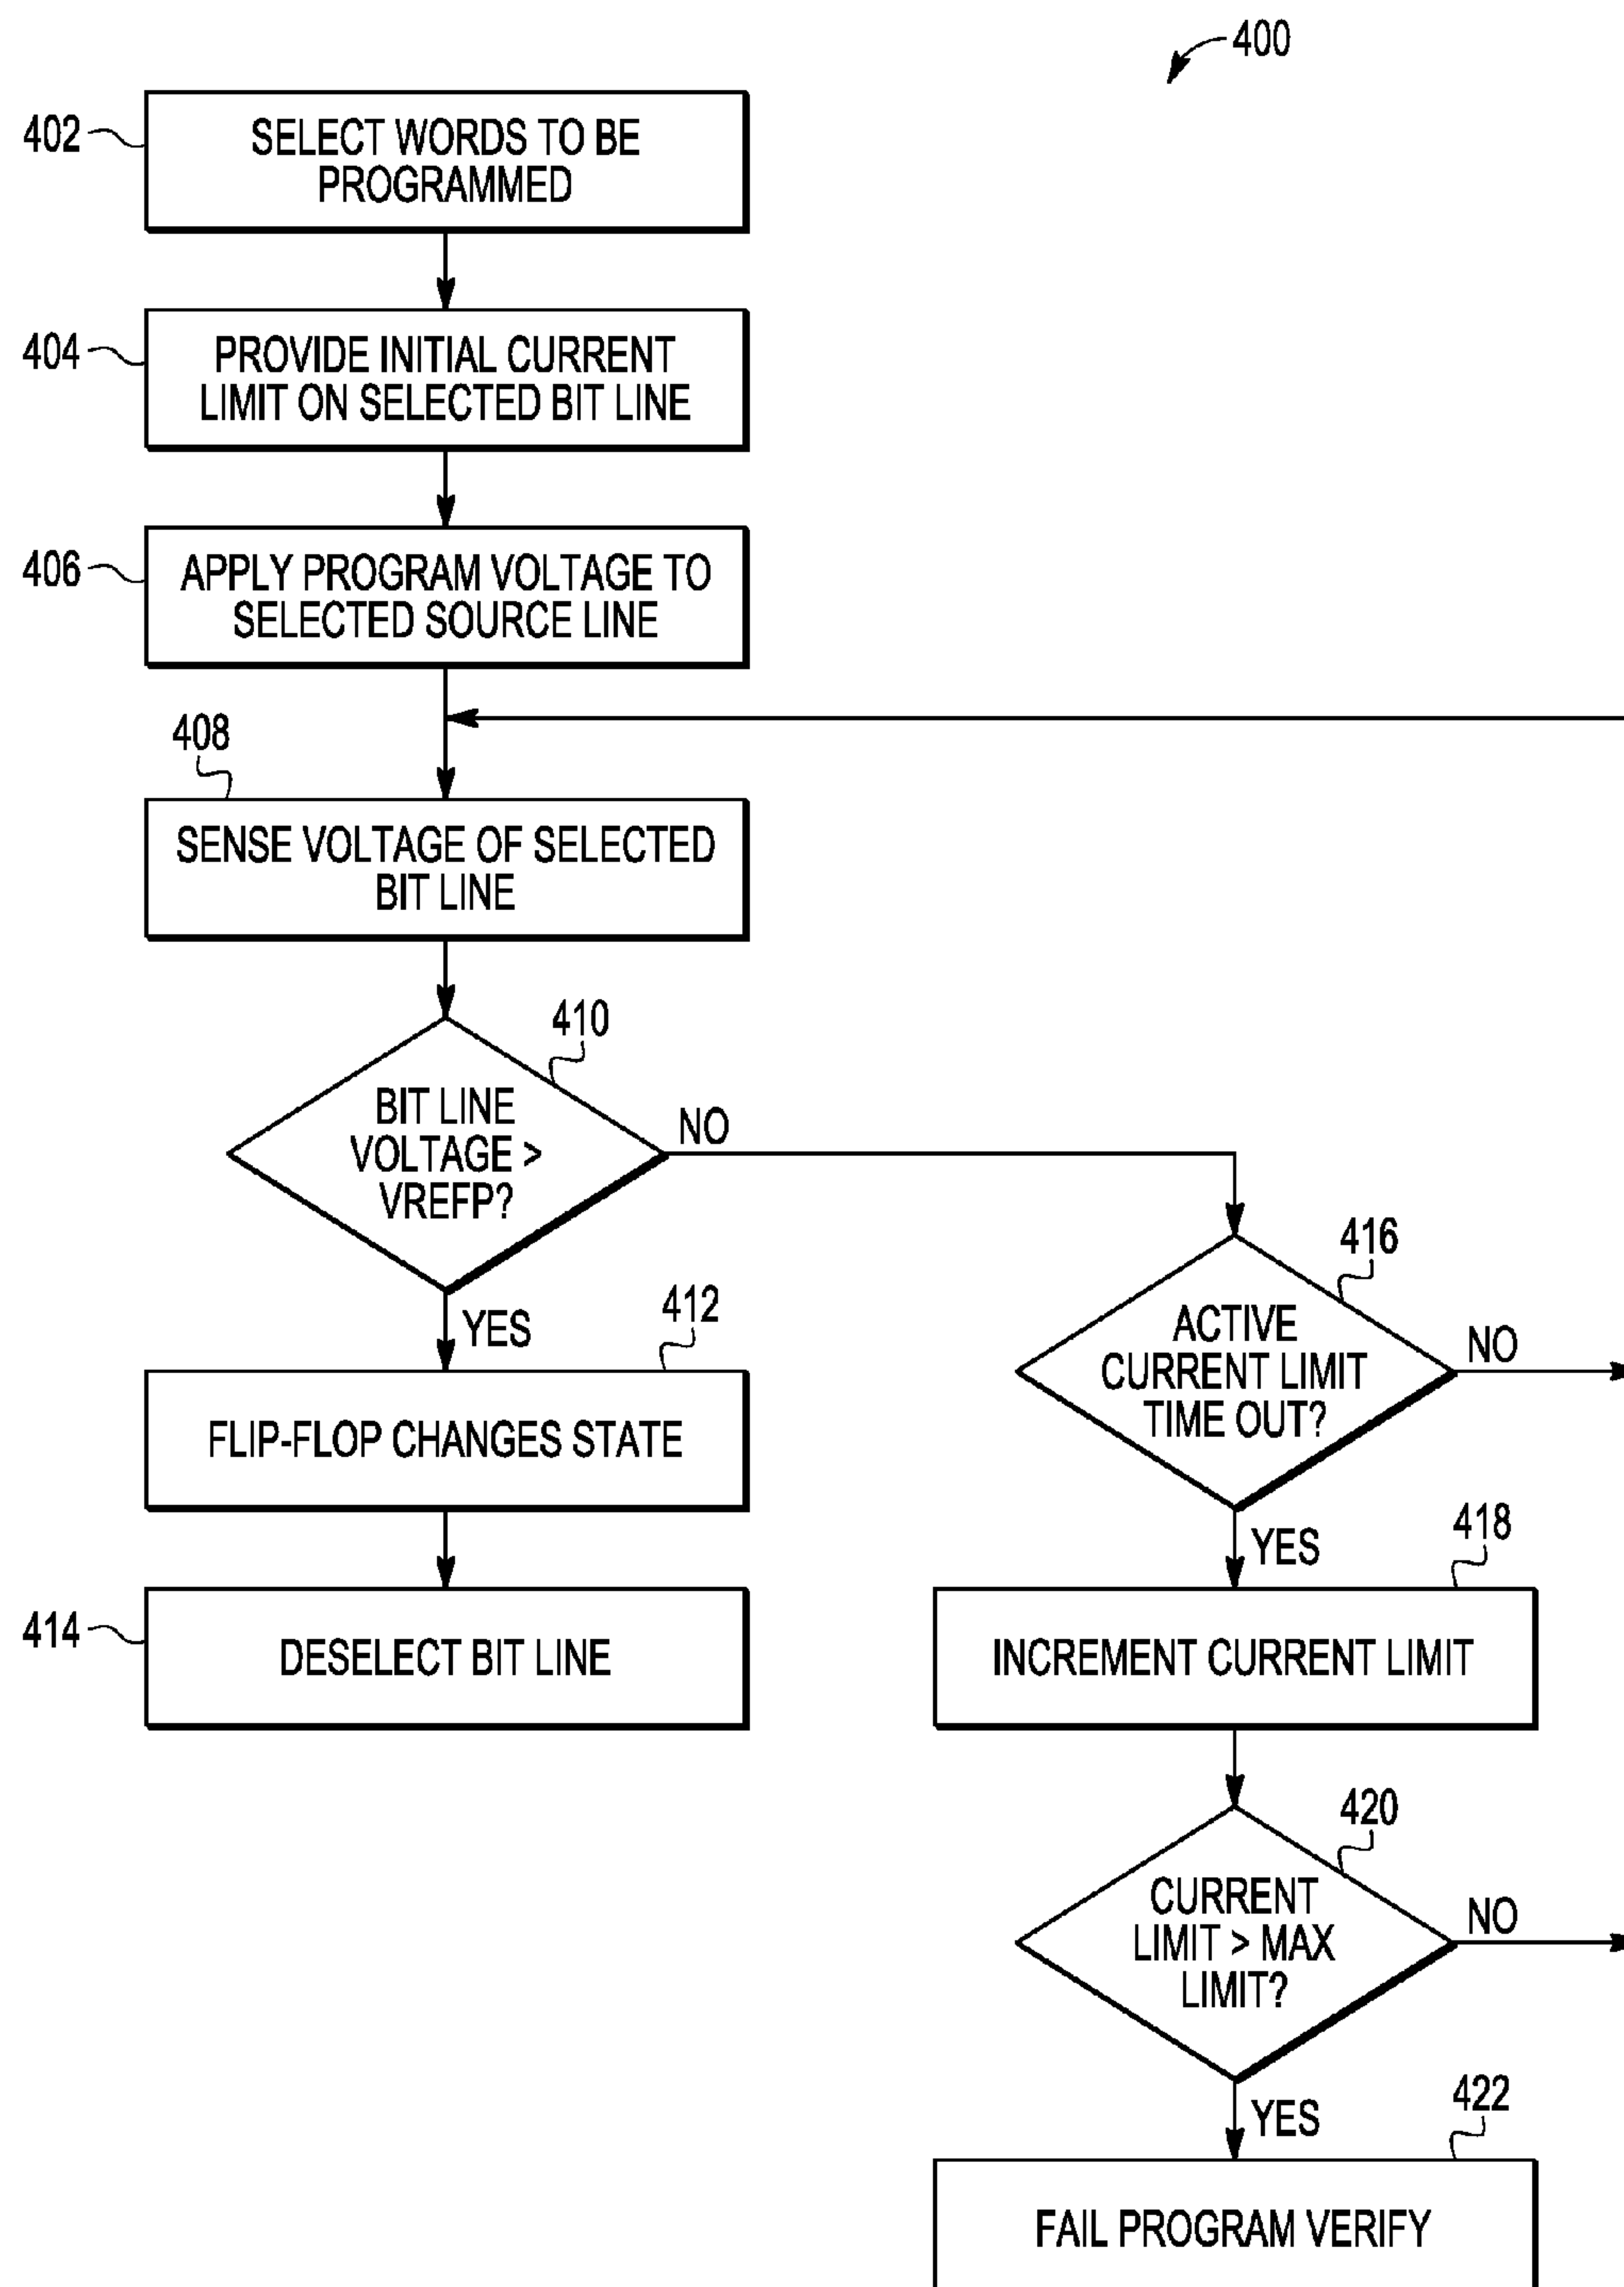 400
402
SELECT WORDS TO BE
PROGRAMMED
404
PROVIDE INITIAL CURRENT
LIMIT ON SELECTED BIT LINE
406
APPLY PROGRAM VOLTAGE TO
SELECTED SOURCE LINE
408
SENSE VOLTAGE OF SELECTED
BIT LINE
410
BIT LINE
VOLTAGE >
VREFP?
NO
YES
412
FLIP-FLOP CHANGES STATE
414
DESELECT BIT LINE
416
ACTIVE
CURRENT LIMIT
TIME OUT?
NO
YES
418
INCREMENT CURRENT LIMIT
420
CURRENT
LIMIT > MAX
LIMIT?
NO
YES
422
FAIL PROGRAM VERIFY